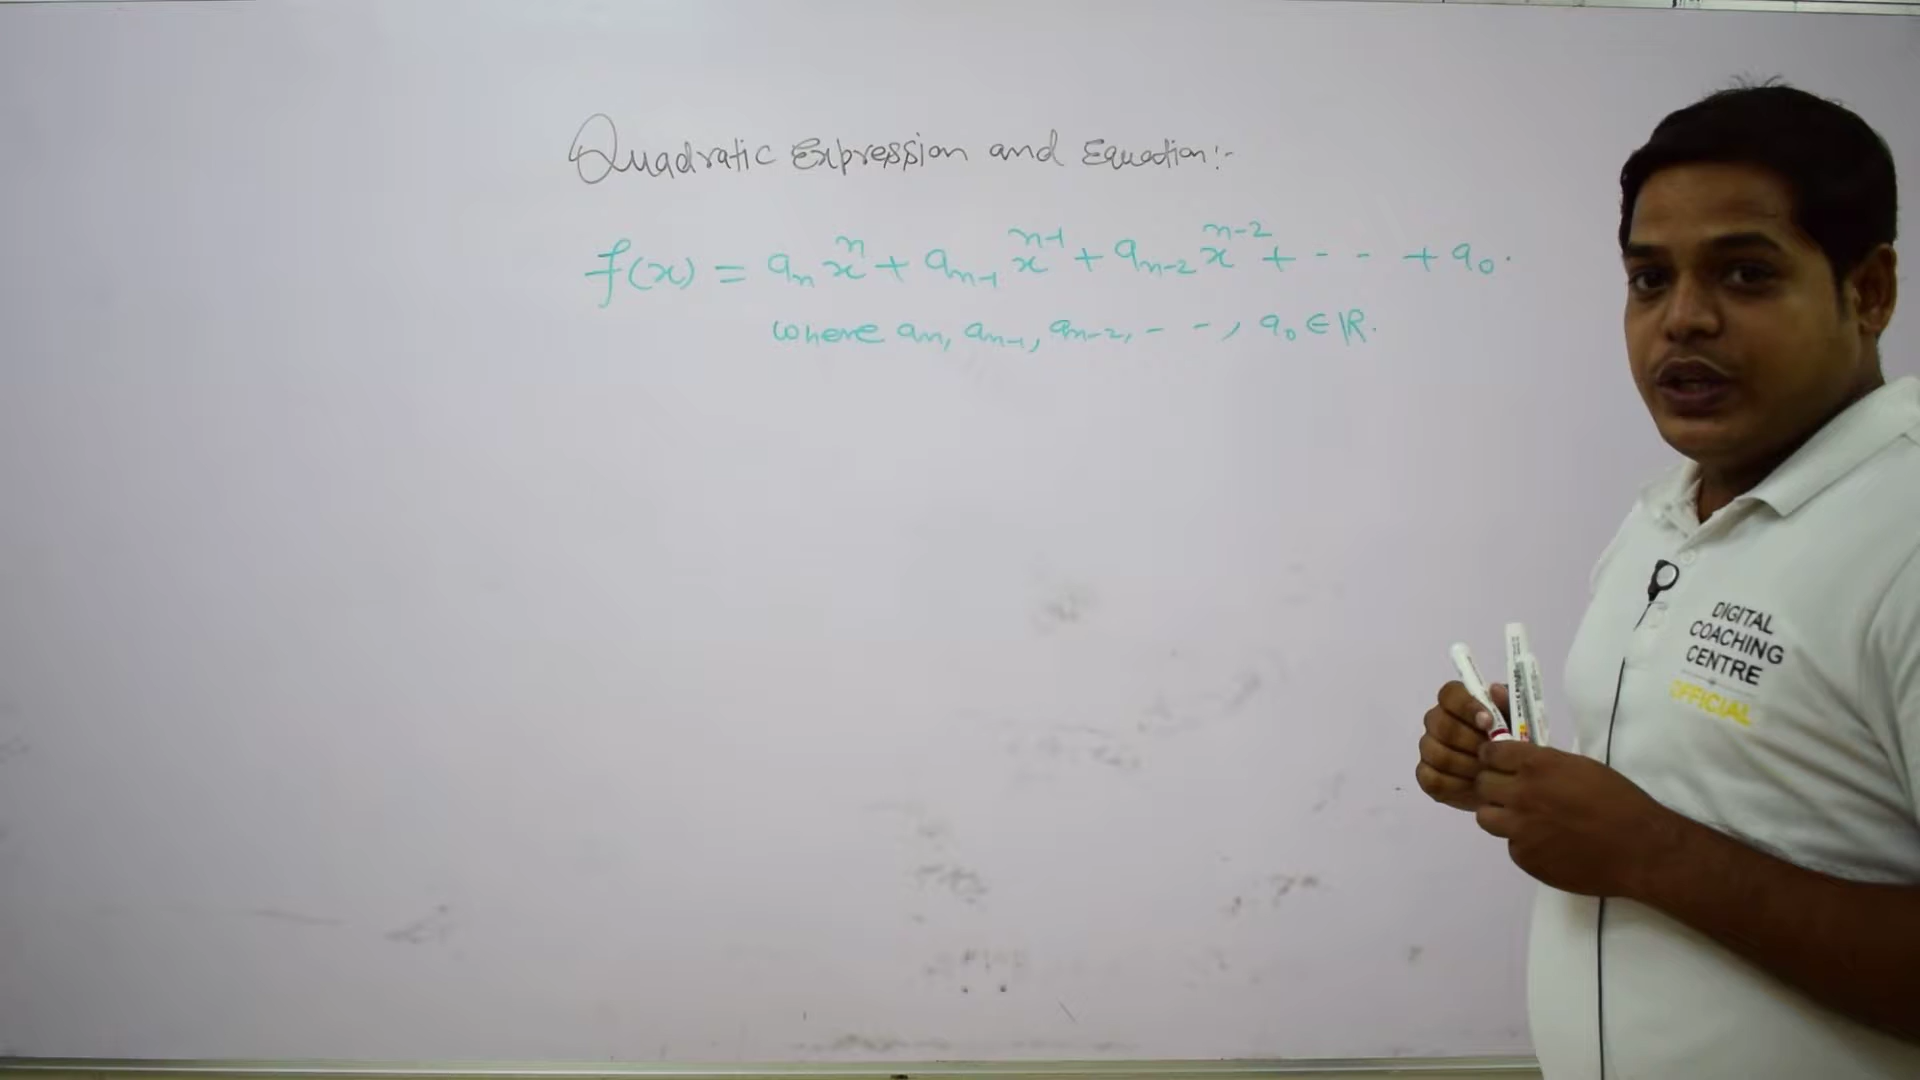 Quadratic Expression and Equation:-
f(x) = aₙxⁿ + aₙ₋₁xⁿ⁻¹ + aₙ₋₂xⁿ⁻² + - - + a₀.
where aₙ, aₙ₋₁, aₙ₋₂, - - , a₀ ∈ ℝ.
DIGITAL
COACHING
CENTRE
OFFICIAL